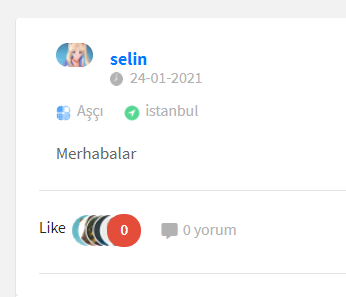 selin
24-01-2021
Aşçı istanbul
Merhabalar
Like 0 0 yorum